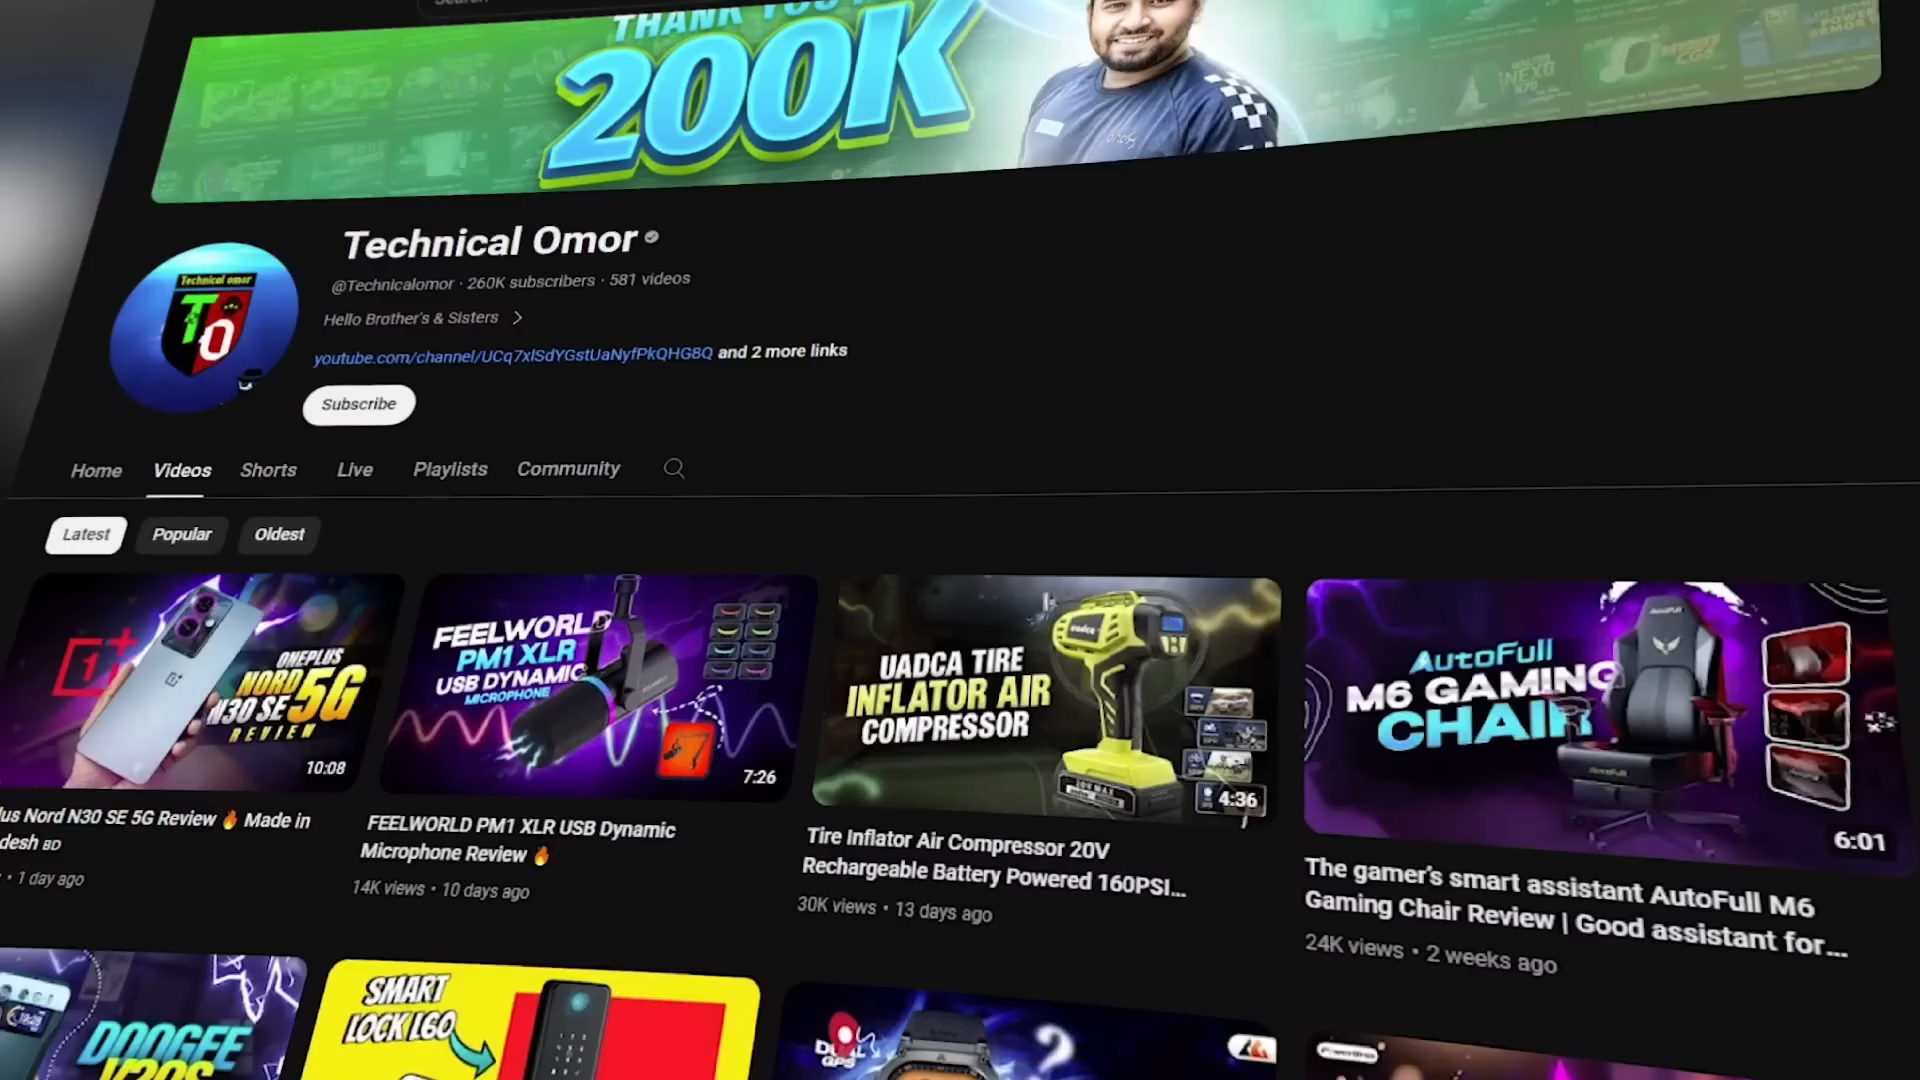 THANK YOU
200K
Technical Omor
@Technicalomor · 260K subscribers · 581 videos
Technical omor
TO
Hello Brother's & Sisters
youtube.com/channel/UCq7xlSdYGstUaNyfPkQHG8Q and 2 more links
Subscribe
Home Videos Shorts Live Playlists Community
Latest Popular Oldest
ONEPLUS
NORD
N30 SE 5G
REVIEW
10:08
FEELWORLD
PM1 XLR
USB DYNAMIC
MICROPHONE
7:26
UADCA TIRE
INFLATOR AIR
COMPRESSOR
4:36
AutoFull
M6 GAMING
CHAIR
AutoFull
6:01
lus Nord N30 SE 5G Review 🔥 Made in
desh BD
• 1 day ago
FEELWORLD PM1 XLR USB Dynamic
Microphone Review 🔥
14K views • 10 days ago
Tire Inflator Air Compressor 20V
Rechargeable Battery Powered 160PSI...
30K views • 13 days ago
The gamer's smart assistant AutoFull M6
Gaming Chair Review | Good assistant for...
24K views • 2 weeks ago
DOOGEE
SMART
LOCK L60
DUAL
GPS
?